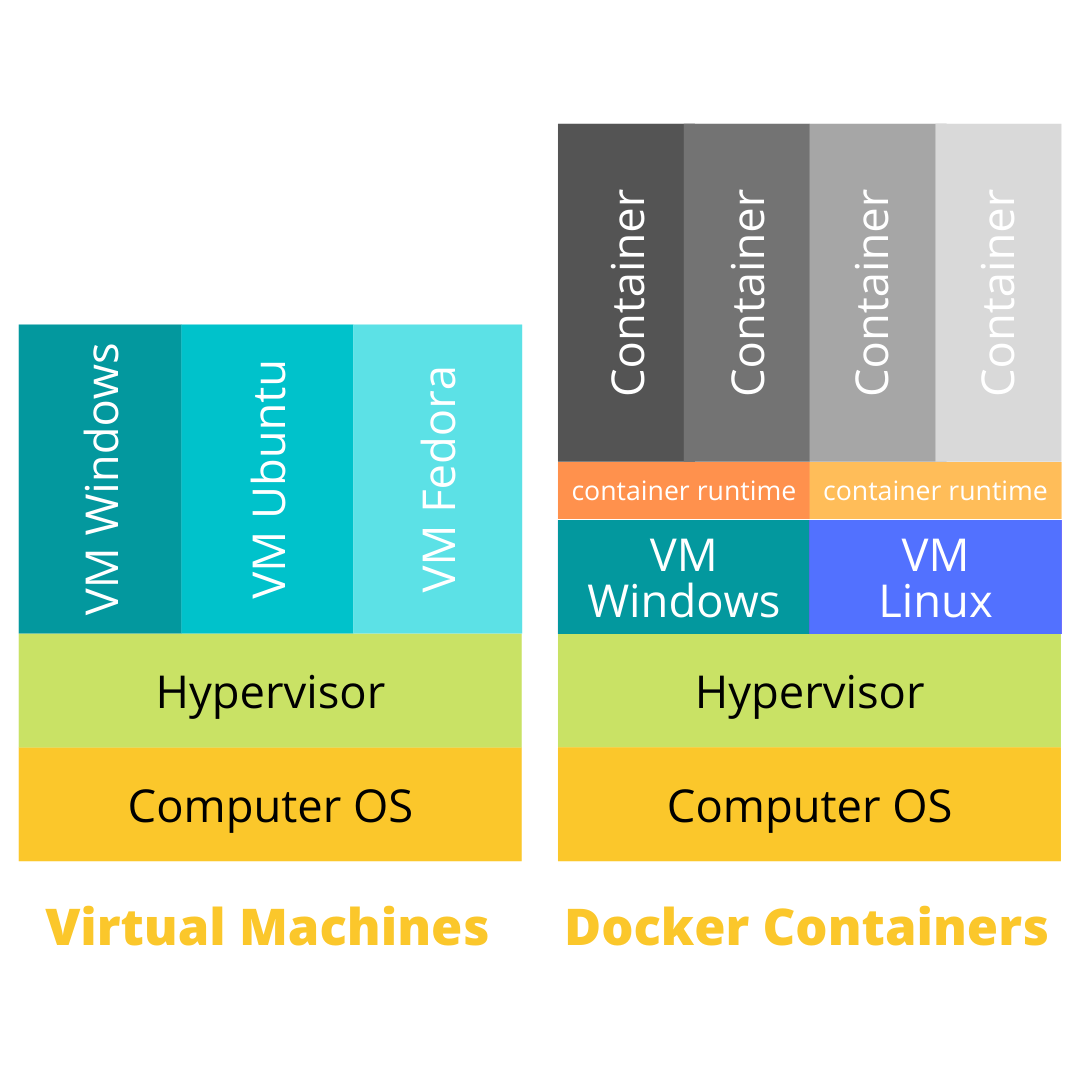 VM Windows
VM Ubuntu
VM Fedora
Hypervisor
Computer OS
Virtual Machines
Container
Container
Container
Container
container runtime
container runtime
VM
Windows
VM
Linux
Hypervisor
Computer OS
Docker Containers